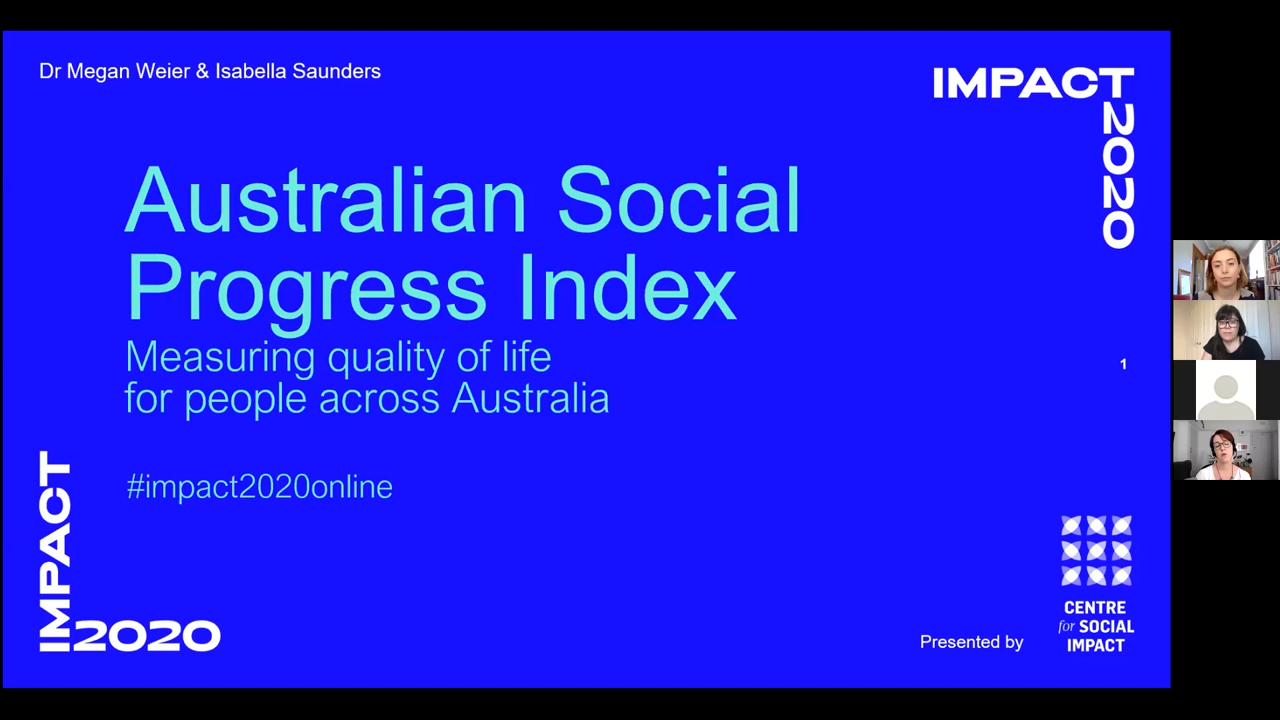 Dr Megan Weier & Isabella Saunders
IMPACT
2020
Australian Social
Progress Index
Measuring quality of life
for people across Australia
1
#impact2020online
IMPACT
2020
Presented by
CENTRE
for SOCIAL
IMPACT